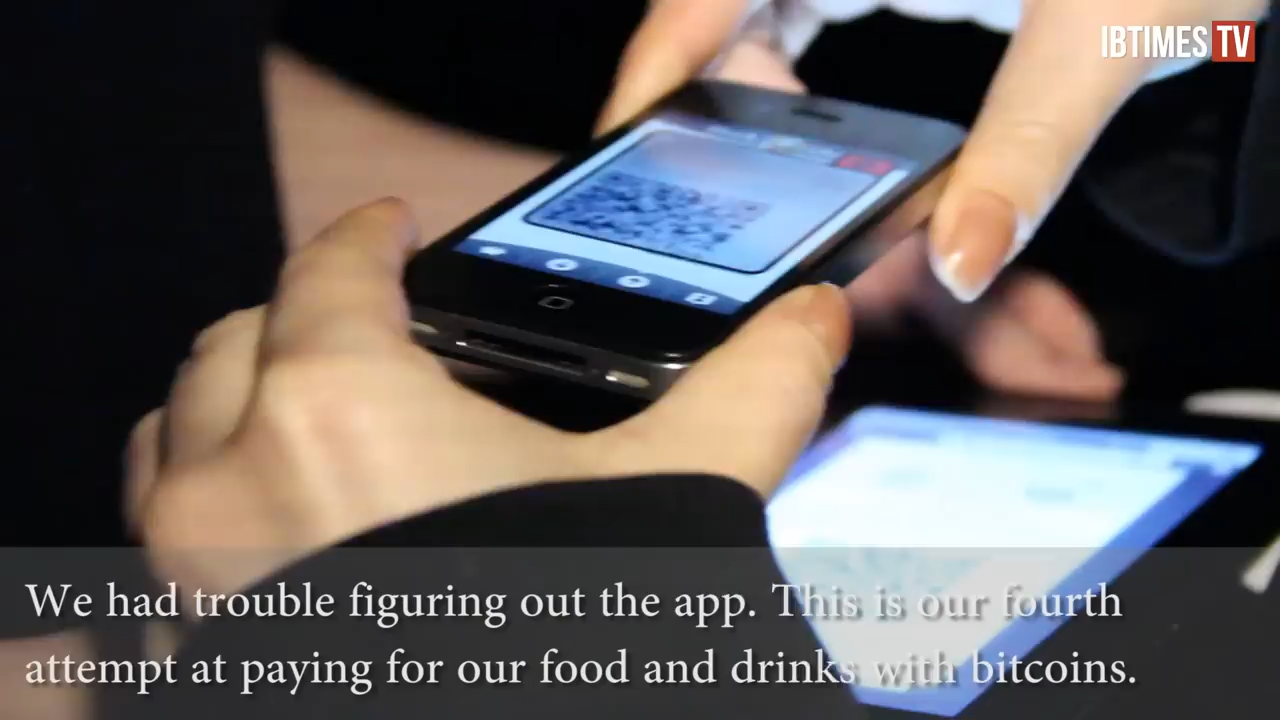 IBTIMES TV
We had trouble figuring out the app. This is our fourth
attempt at paying for our food and drinks with bitcoins.